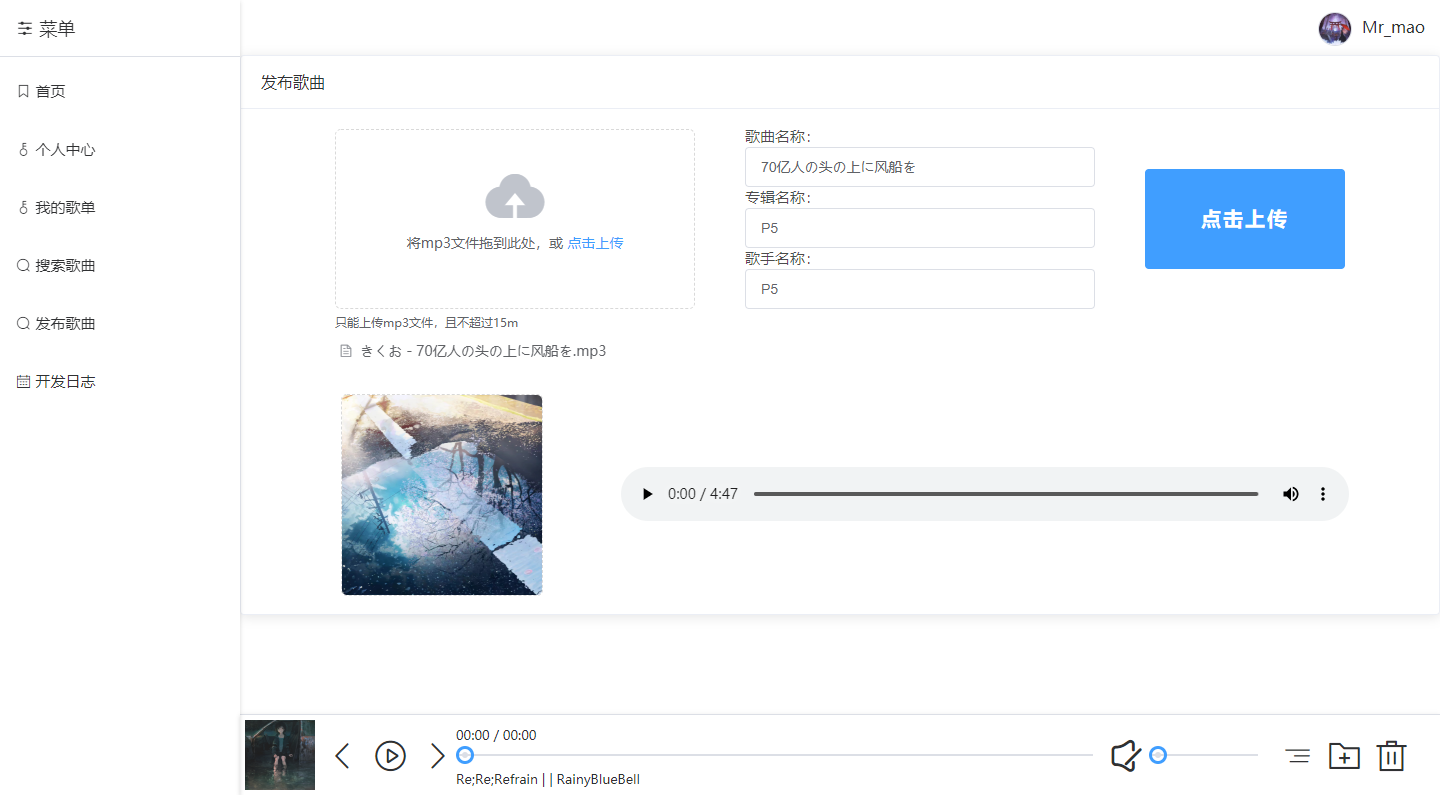 菜单
Mr_mao
首页
个人中心
我的歌单
搜索歌曲
发布歌曲
开发日志
发布歌曲
将mp3文件拖到此处，或 点击上传
只能上传mp3文件，且不超过15m
きくお - 70亿人の头の上に风船を.mp3
歌曲名称：
70亿人の头の上に风船を
专辑名称：
P5
歌手名称：
P5
点击上传
0:00 / 4:47
00:00 / 00:00
Re;Re;Refrain | | RainyBlueBell